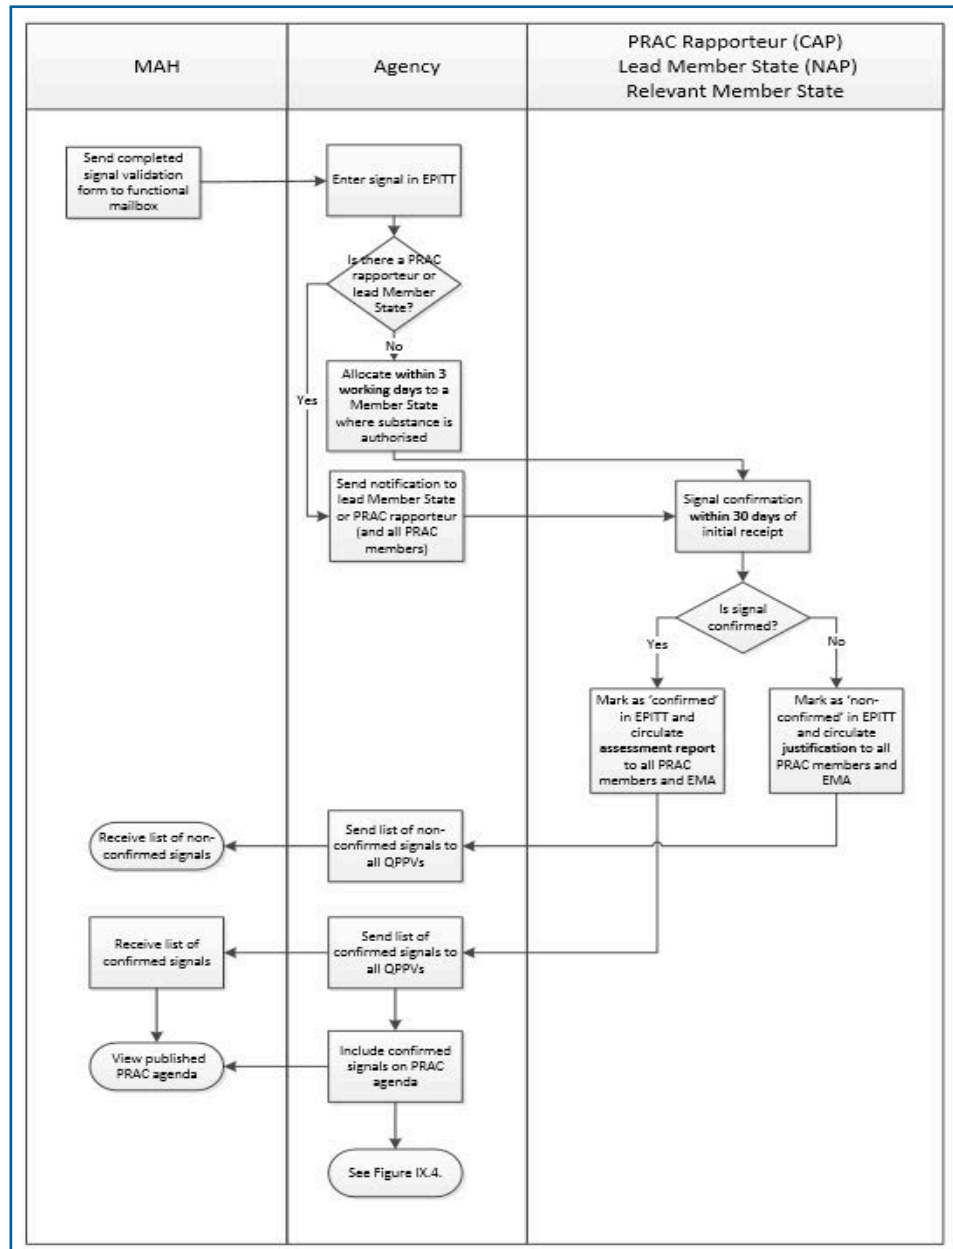 MAH
Agency
PRAC Rapporteur (CAP)
Lead Member State (NAP)
Relevant Member State
Send completed
signal validation
form to functional
mailbox
Enter signal in EPITT
Is there a PRAC
rapporteur or
lead Member
State?
No
Yes
Allocate within 3
working days to a
Member State
where substance is
authorised
Send notification to
lead Member State
or PRAC rapporteur
(and all PRAC
members)
Signal confirmation
within 30 days of
initial receipt
Is signal
confirmed?
Yes
No
Mark as 'confirmed'
in EPITT and
circulate
assessment report
to all PRAC
members and EMA
Mark as 'non-
confirmed' in EPITT
and circulate
justification to all
PRAC members and
EMA
Receive list of non-
confirmed signals
Send list of non-
confirmed signals to
all QPPVs
Receive list of
confirmed signals
Send list of
confirmed signals to
all QPPVs
View published
PRAC agenda
Include confirmed
signals on PRAC
agenda
See Figure IX.4.